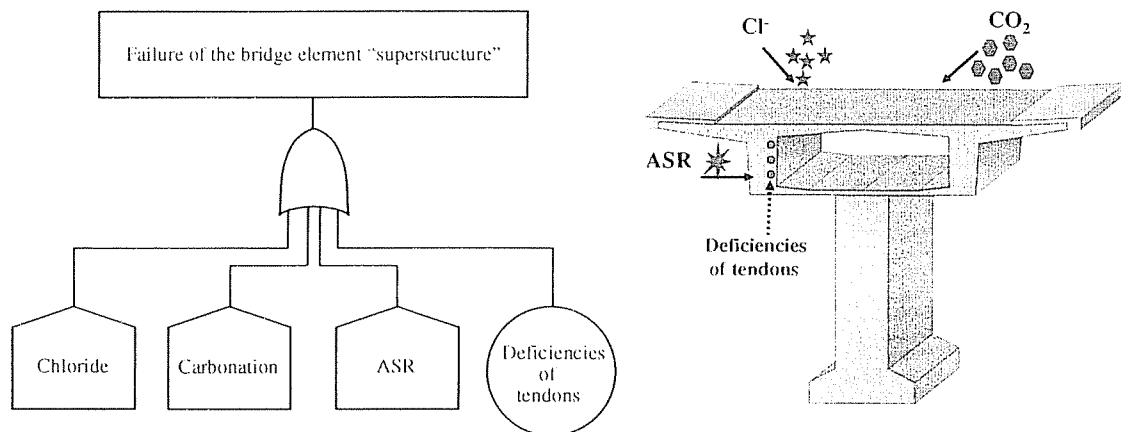 Failure of the bridge element "superstructure"
Chloride
Carbonation
ASR
Deficiencies
of
tendons
Cl-
CO2
ASR
Deficiencies
of tendons